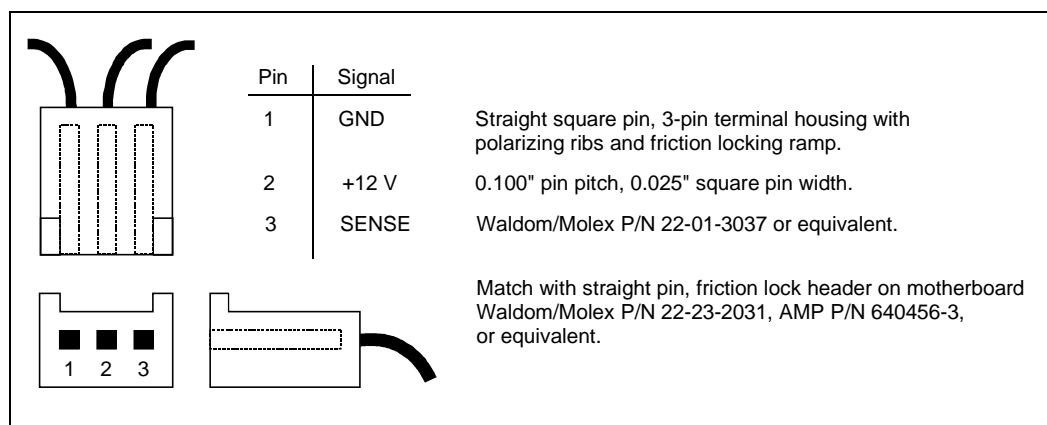 Pin Signal
1 GND Straight square pin, 3-pin terminal housing with
polarizing ribs and friction locking ramp.
2 +12 V 0.100" pin pitch, 0.025" square pin width.
3 SENSE Waldom/Molex P/N 22-01-3037 or equivalent.
Match with straight pin, friction lock header on motherboard
Waldom/Molex P/N 22-23-2031, AMP P/N 640456-3,
or equivalent.
1 2 3